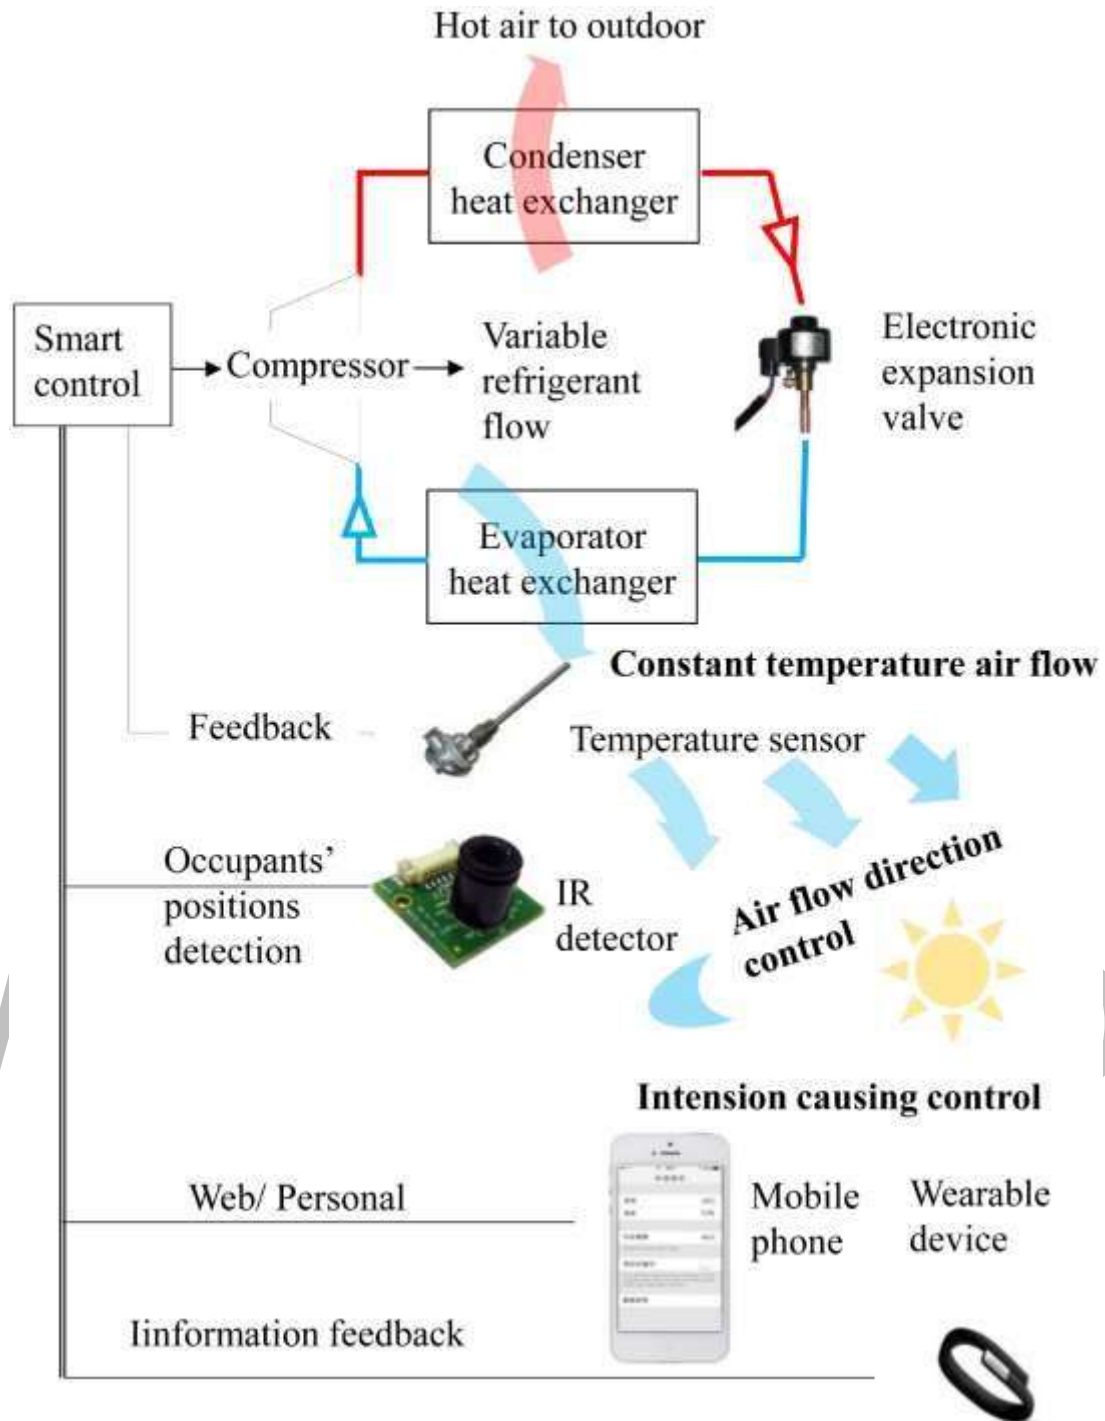 Hot air to outdoor
Condenser
heat exchanger
Smart
control
Compressor
Variable
refrigerant
flow
Electronic
expansion
valve
Evaporator
heat exchanger
Constant temperature air flow
Feedback
Temperature sensor
Occupants'
positions
detection
IR
detector
Air flow direction
control
Intension causing control
Web/ Personal
Mobile
phone
Wearable
device
Iinformation feedback